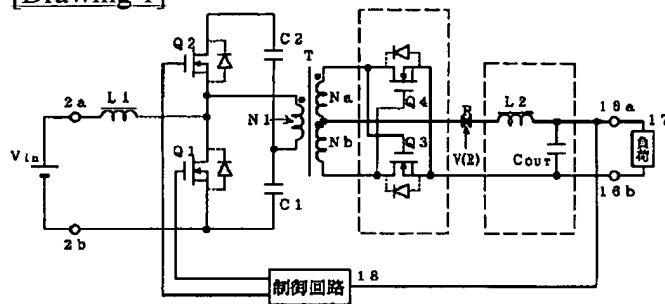 [Drawing 1]
Q2
C2
T
2a
L1
Na
Q4
R
L2
18a
17
N1
Nb
Q3
V(R)
負荷
Vin
Q1
COUT
16b
C1
2b
制御回路
18